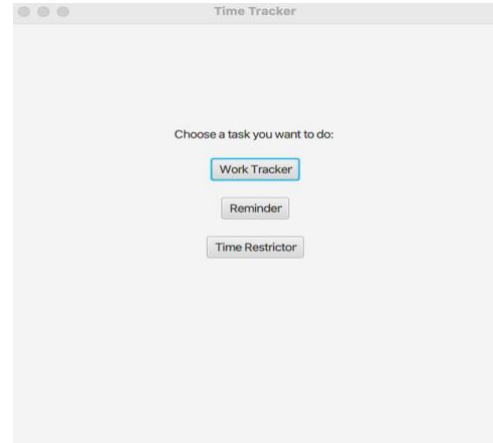 Time Tracker
Choose a task you want to do:
Work Tracker
Reminder
Time Restrictor